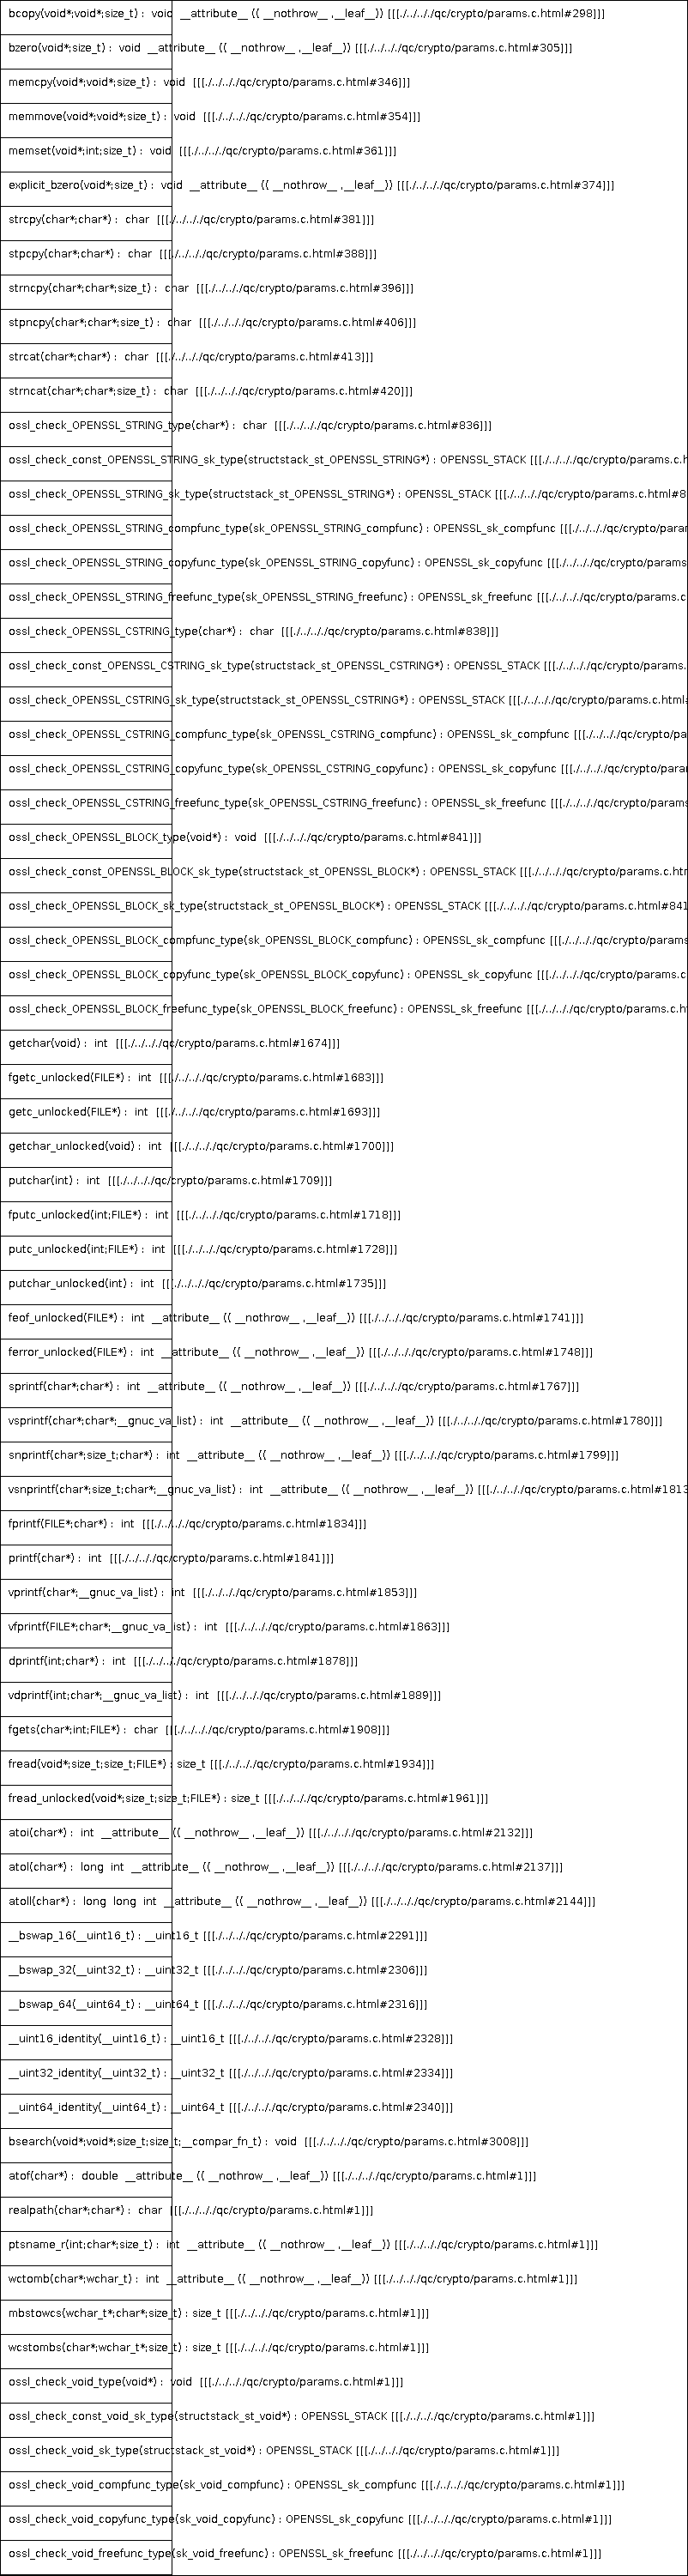 bcopy(void*;void*;size_t) :  void  __attribute__ (( __nothrow__ ,__leaf__)) [[[./../.././qc/crypto/params.c.html#298]]]
bzero(void*;size_t) :  void  __attribute__ (( __nothrow__ ,__leaf__)) [[[./../.././qc/crypto/params.c.html#305]]]
memcpy(void*;void*;size_t) :  void  [[[./../.././qc/crypto/params.c.html#346]]]
memmove(void*;void*;size_t) :  void  [[[./../.././qc/crypto/params.c.html#354]]]
memset(void*;int;size_t) :  void  [[[./../.././qc/crypto/params.c.html#361]]]
explicit_bzero(void*;size_t) :  void  __attribute__ (( __nothrow__ ,__leaf__)) [[[./../.././qc/crypto/params.c.html#374]]]
strcpy(char*;char*) :  char  [[[./../.././qc/crypto/params.c.html#381]]]
stpcpy(char*;char*) :  char  [[[./../.././qc/crypto/params.c.html#388]]]
strncpy(char*;char*;size_t) :  char  [[[./../.././qc/crypto/params.c.html#396]]]
stpncpy(char*;char*;size_t) :  char  [[[./../.././qc/crypto/params.c.html#406]]]
strcat(char*;char*) :  char  [[[./../.././qc/crypto/params.c.html#413]]]
strncat(char*;char*;size_t) :  char  [[[./../.././qc/crypto/params.c.html#420]]]
ossl_check_OPENSSL_STRING_type(char*) :  char  [[[./../.././qc/crypto/params.c.html#836]]]
ossl_check_const_OPENSSL_STRING_sk_type(structstack_st_OPENSSL_STRING*) : OPENSSL_STACK [[[./../.././qc/crypto/params.c.h
ossl_check_OPENSSL_STRING_sk_type(structstack_st_OPENSSL_STRING*) : OPENSSL_STACK [[[./../.././qc/crypto/params.c.html#8
ossl_check_OPENSSL_STRING_compfunc_type(sk_OPENSSL_STRING_compfunc) : OPENSSL_sk_compfunc [[[./../.././qc/crypto/param
ossl_check_OPENSSL_STRING_copyfunc_type(sk_OPENSSL_STRING_copyfunc) : OPENSSL_sk_copyfunc [[[./../.././qc/crypto/params
ossl_check_OPENSSL_STRING_freefunc_type(sk_OPENSSL_STRING_freefunc) : OPENSSL_sk_freefunc [[[./../.././qc/crypto/params.c
ossl_check_OPENSSL_CSTRING_type(char*) :  char  [[[./../.././qc/crypto/params.c.html#838]]]
ossl_check_const_OPENSSL_CSTRING_sk_type(structstack_st_OPENSSL_CSTRING*) : OPENSSL_STACK [[[./../.././qc/crypto/params.
ossl_check_OPENSSL_CSTRING_sk_type(structstack_st_OPENSSL_CSTRING*) : OPENSSL_STACK [[[./../.././qc/crypto/params.c.html#
ossl_check_OPENSSL_CSTRING_compfunc_type(sk_OPENSSL_CSTRING_compfunc) : OPENSSL_sk_compfunc [[[./../.././qc/crypto/pa
ossl_check_OPENSSL_CSTRING_copyfunc_type(sk_OPENSSL_CSTRING_copyfunc) : OPENSSL_sk_copyfunc [[[./../.././qc/crypto/param
ossl_check_OPENSSL_CSTRING_freefunc_type(sk_OPENSSL_CSTRING_freefunc) : OPENSSL_sk_freefunc [[[./../.././qc/crypto/params
ossl_check_OPENSSL_BLOCK_type(void*) :  void  [[[./../.././qc/crypto/params.c.html#841]]]
ossl_check_const_OPENSSL_BLOCK_sk_type(structstack_st_OPENSSL_BLOCK*) : OPENSSL_STACK [[[./../.././qc/crypto/params.c.htm
ossl_check_OPENSSL_BLOCK_sk_type(structstack_st_OPENSSL_BLOCK*) : OPENSSL_STACK [[[./../.././qc/crypto/params.c.html#841
ossl_check_OPENSSL_BLOCK_compfunc_type(sk_OPENSSL_BLOCK_compfunc) : OPENSSL_sk_compfunc [[[./../.././qc/crypto/params
ossl_check_OPENSSL_BLOCK_copyfunc_type(sk_OPENSSL_BLOCK_copyfunc) : OPENSSL_sk_copyfunc [[[./../.././qc/crypto/params.c
ossl_check_OPENSSL_BLOCK_freefunc_type(sk_OPENSSL_BLOCK_freefunc) : OPENSSL_sk_freefunc [[[./../.././qc/crypto/params.c.ht
getchar(void) :  int  [[[./../.././qc/crypto/params.c.html#1674]]]
fgetc_unlocked(FILE*) :  int  [[[./../.././qc/crypto/params.c.html#1683]]]
getc_unlocked(FILE*) :  int  [[[./../.././qc/crypto/params.c.html#1693]]]
getchar_unlocked(void) :  int  [[[./../.././qc/crypto/params.c.html#1700]]]
putchar(int) :  int  [[[./../.././qc/crypto/params.c.html#1709]]]
fputc_unlocked(int;FILE*) :  int  [[[./../.././qc/crypto/params.c.html#1718]]]
putc_unlocked(int;FILE*) :  int  [[[./../.././qc/crypto/params.c.html#1728]]]
putchar_unlocked(int) :  int  [[[./../.././qc/crypto/params.c.html#1735]]]
feof_unlocked(FILE*) :  int  __attribute__ (( __nothrow__ ,__leaf__)) [[[./../.././qc/crypto/params.c.html#1741]]]
ferror_unlocked(FILE*) :  int  __attribute__ (( __nothrow__ ,__leaf__)) [[[./../.././qc/crypto/params.c.html#1748]]]
sprintf(char*;char*) :  int  __attribute__ (( __nothrow__ ,__leaf__)) [[[./../.././qc/crypto/params.c.html#1767]]]
vsprintf(char*;char*;__gnuc_va_list) :  int  __attribute__ (( __nothrow__ ,__leaf__)) [[[./../.././qc/crypto/params.c.html#1780]]]
snprintf(char*;size_t;char*) :  int  __attribute__ (( __nothrow__ ,__leaf__)) [[[./../.././qc/crypto/params.c.html#1799]]]
vsnprintf(char*;size_t;char*;__gnuc_va_list) :  int  __attribute__ (( __nothrow__ ,__leaf__)) [[[./../.././qc/crypto/params.c.html#1813
fprintf(FILE*;char*) :  int  [[[./../.././qc/crypto/params.c.html#1834]]]
printf(char*) :  int  [[[./../.././qc/crypto/params.c.html#1841]]]
vprintf(char*;__gnuc_va_list) :  int  [[[./../.././qc/crypto/params.c.html#1853]]]
vfprintf(FILE*;char*;__gnuc_va_list) :  int  [[[./../.././qc/crypto/params.c.html#1863]]]
dprintf(int;char*) :  int  [[[./../.././qc/crypto/params.c.html#1878]]]
vdprintf(int;char*;__gnuc_va_list) :  int  [[[./../.././qc/crypto/params.c.html#1889]]]
fgets(char*;int;FILE*) :  char  [[[./../.././qc/crypto/params.c.html#1908]]]
fread(void*;size_t;size_t;FILE*) : size_t [[[./../.././qc/crypto/params.c.html#1934]]]
fread_unlocked(void*;size_t;size_t;FILE*) : size_t [[[./../.././qc/crypto/params.c.html#1961]]]
atoi(char*) :  int  __attribute__ (( __nothrow__ ,__leaf__)) [[[./../.././qc/crypto/params.c.html#2132]]]
atol(char*) :  long  int  __attribute__ (( __nothrow__ ,__leaf__)) [[[./../.././qc/crypto/params.c.html#2137]]]
atoll(char*) :  long  long  int  __attribute__ (( __nothrow__ ,__leaf__)) [[[./../.././qc/crypto/params.c.html#2144]]]
__bswap_16(__uint16_t) : __uint16_t [[[./../.././qc/crypto/params.c.html#2291]]]
__bswap_32(__uint32_t) : __uint32_t [[[./../.././qc/crypto/params.c.html#2306]]]
__bswap_64(__uint64_t) : __uint64_t [[[./../.././qc/crypto/params.c.html#2316]]]
__uint16_identity(__uint16_t) : __uint16_t [[[./../.././qc/crypto/params.c.html#2328]]]
__uint32_identity(__uint32_t) : __uint32_t [[[./../.././qc/crypto/params.c.html#2334]]]
__uint64_identity(__uint64_t) : __uint64_t [[[./../.././qc/crypto/params.c.html#2340]]]
bsearch(void*;void*;size_t;size_t;__compar_fn_t) :  void  [[[./../.././qc/crypto/params.c.html#3008]]]
atof(char*) :  double  __attribute__ (( __nothrow__ ,__leaf__)) [[[./../.././qc/crypto/params.c.html#1]]]
realpath(char*;char*) :  char  [[[./../.././qc/crypto/params.c.html#1]]]
ptsname_r(int;char*;size_t) :  int  __attribute__ (( __nothrow__ ,__leaf__)) [[[./../.././qc/crypto/params.c.html#1]]]
wctomb(char*;wchar_t) :  int  __attribute__ (( __nothrow__ ,__leaf__)) [[[./../.././qc/crypto/params.c.html#1]]]
mbstowcs(wchar_t*;char*;size_t) : size_t [[[./../.././qc/crypto/params.c.html#1]]]
wcstombs(char*;wchar_t*;size_t) : size_t [[[./../.././qc/crypto/params.c.html#1]]]
ossl_check_void_type(void*) :  void  [[[./../.././qc/crypto/params.c.html#1]]]
ossl_check_const_void_sk_type(structstack_st_void*) : OPENSSL_STACK [[[./../.././qc/crypto/params.c.html#1]]]
ossl_check_void_sk_type(structstack_st_void*) : OPENSSL_STACK [[[./../.././qc/crypto/params.c.html#1]]]
ossl_check_void_compfunc_type(sk_void_compfunc) : OPENSSL_sk_compfunc [[[./../.././qc/crypto/params.c.html#1]]]
ossl_check_void_copyfunc_type(sk_void_copyfunc) : OPENSSL_sk_copyfunc [[[./../.././qc/crypto/params.c.html#1]]]
ossl_check_void_freefunc_type(sk_void_freefunc) : OPENSSL_sk_freefunc [[[./../.././qc/crypto/params.c.html#1]]]